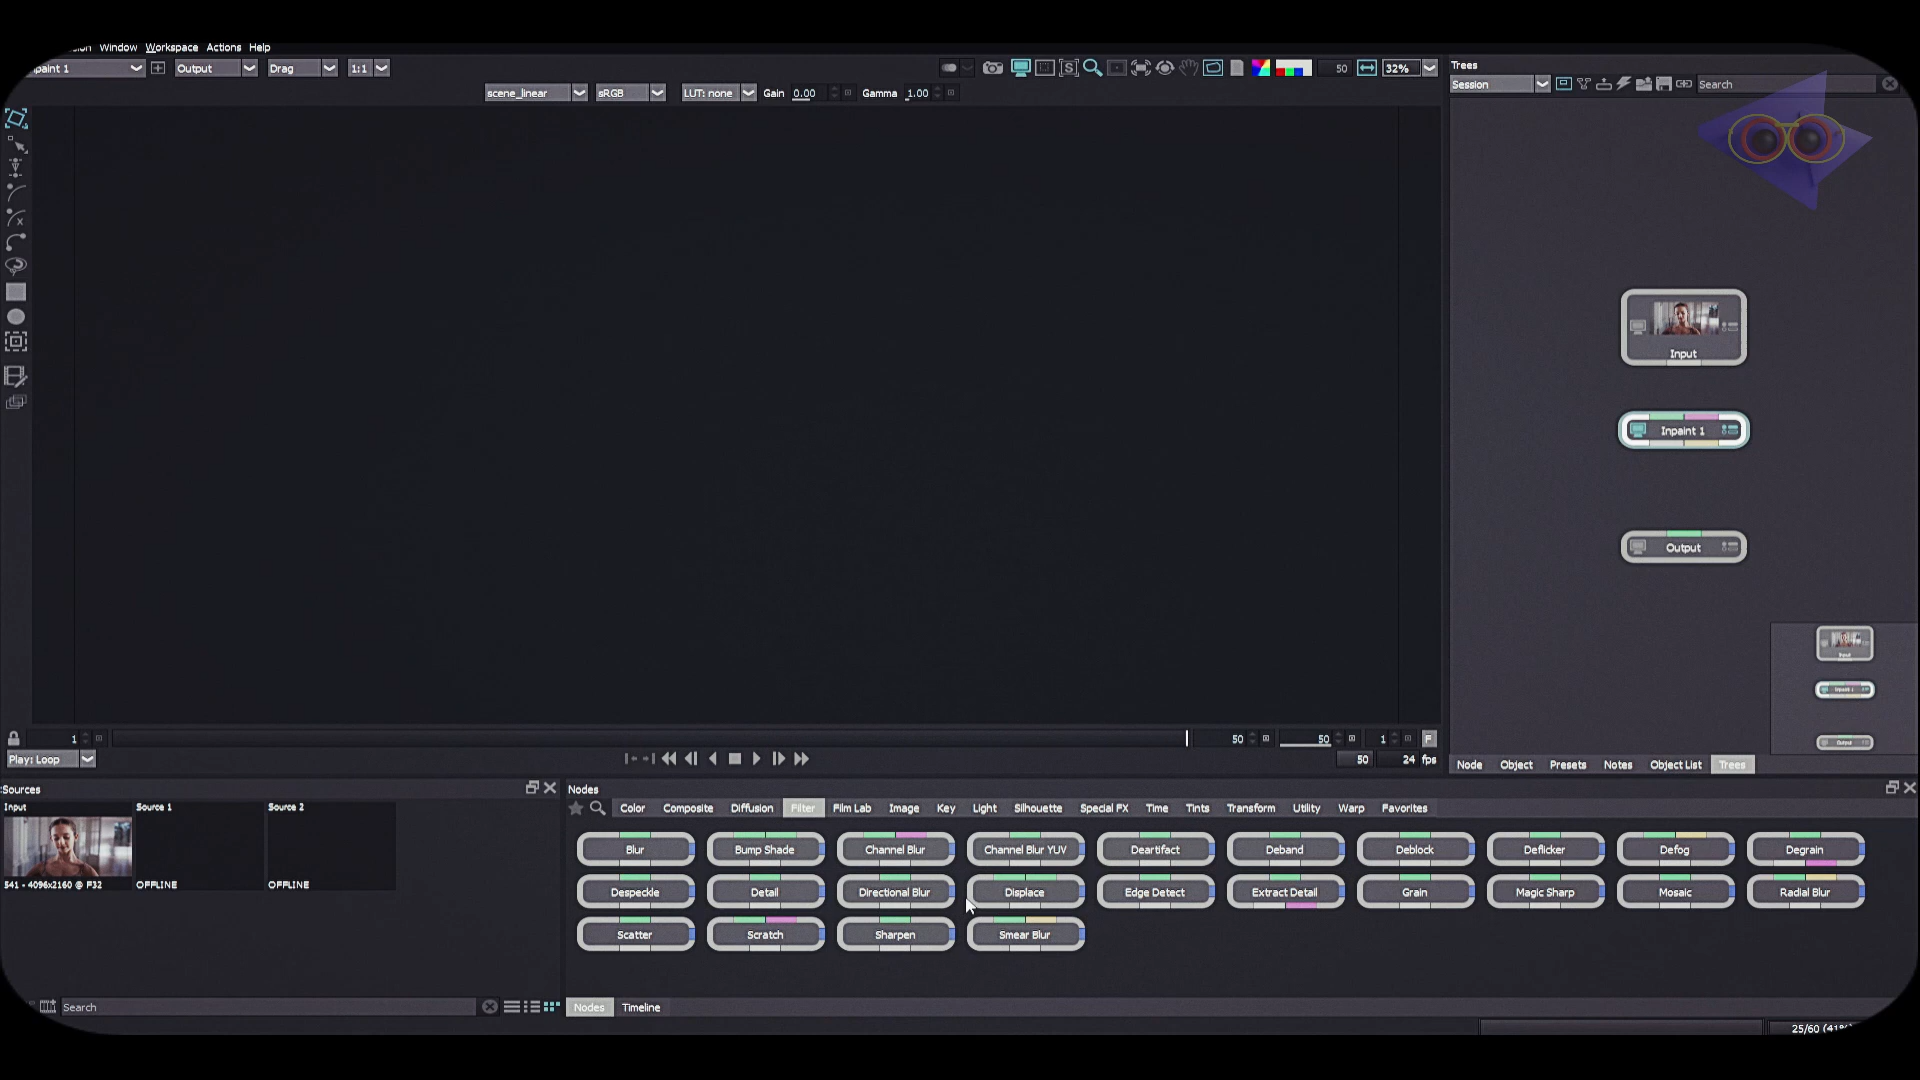 Window Workspace Actions Help
Output Drag 1:1 50 32%
scene_linear sRGB LUT: none Gain 0.00 Gamma 1.00
Trees
Session Search
Input
Inpaint 1
Output
1 50 50 1 F
Play: Loop 50 24 fps
Node Object Presets Notes Object List Trees
Sources
Input Source 1 Source 2
OFFLINE OFFLINE
Search
Nodes
Color Composite Diffusion Filter Film Lab Image Key Light Silhouette Special FX Time Tints Transform Utility Warp Favorites
Blur Bump Shade Channel Blur Channel Blur YUV Deartifact Deband Deblock Deflicker Defog Degrain
Despeckle Detail Directional Blur Displace Edge Detect Extract Detail Grain Magic Sharp Mosaic Radial Blur
Scatter Scratch Sharpen Smear Blur
Nodes Timeline
25/60